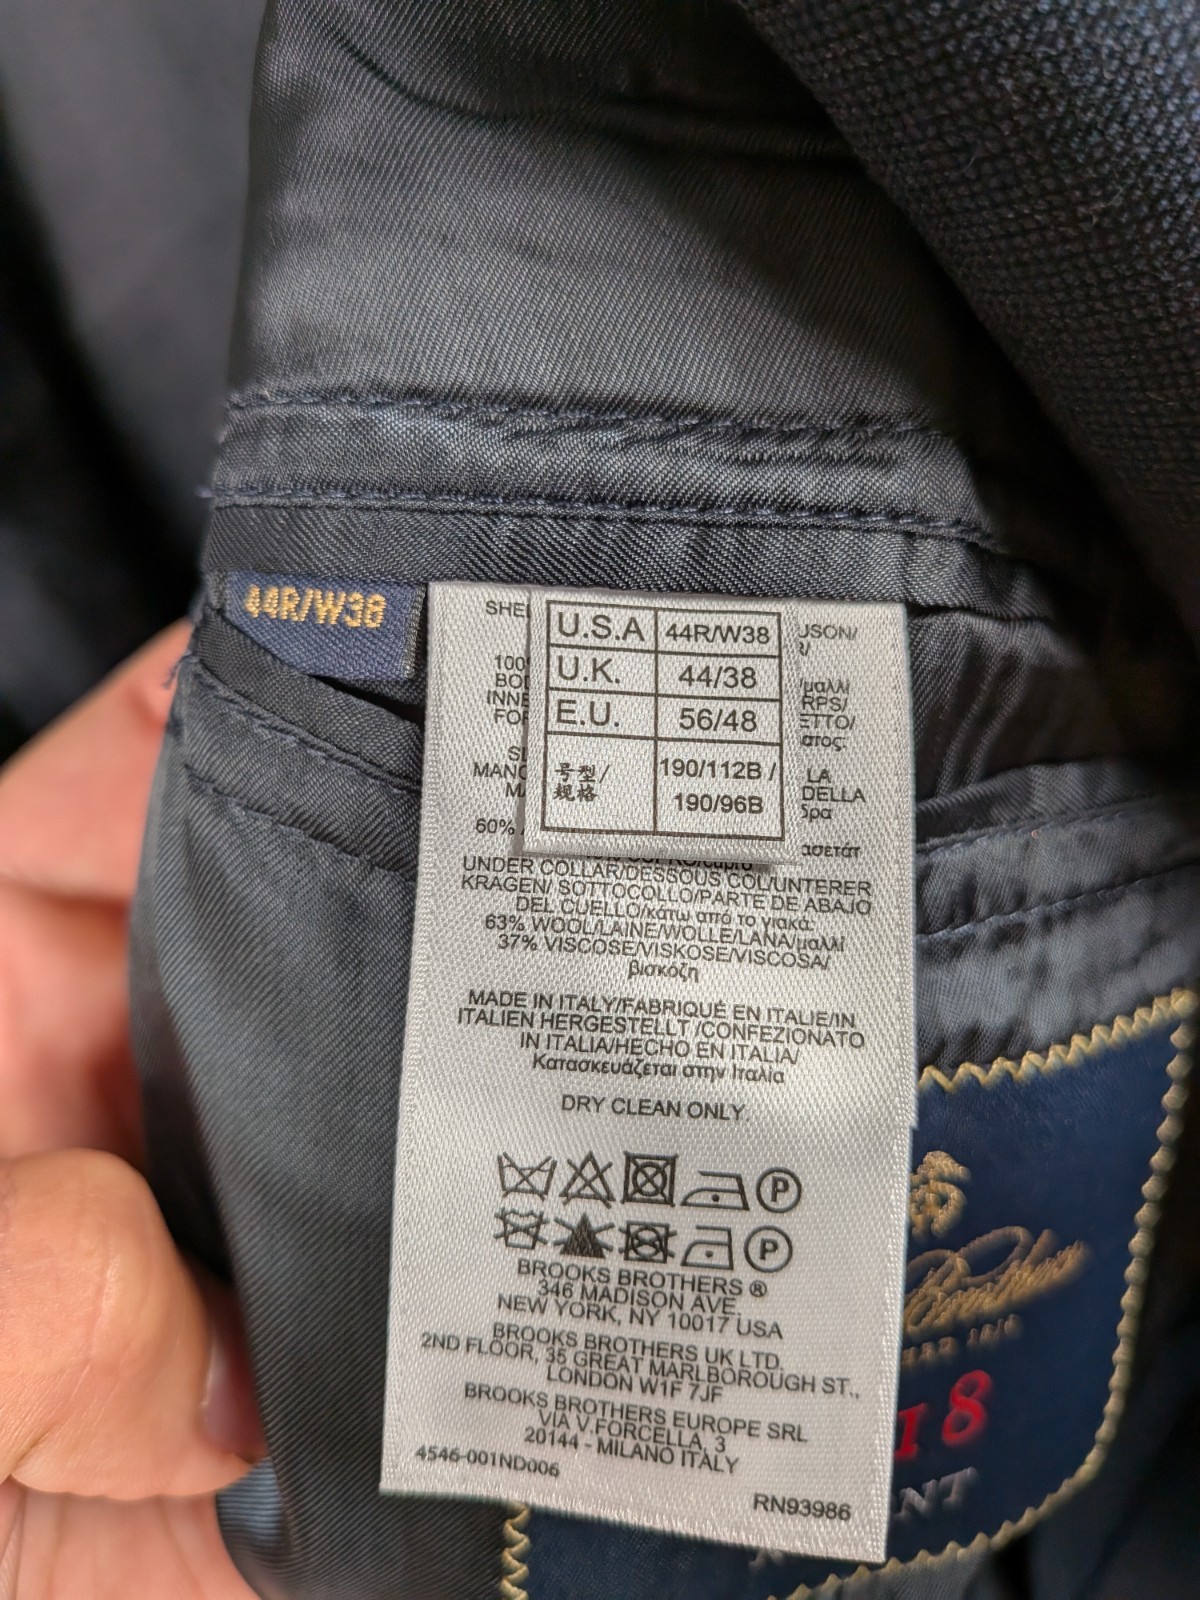 44R/W38
U.S.A 44R/W38
U.K. 44/38
E.U. 56/48
号型/ 190/112B /
规格 190/96B
60%
UNDER COLLAR/DESSOUS COL/UNTERER
KRAGEN/ SOTTOCOLLO/PARTE DE ABAJO
DEL CUELLO/κάτω από το γιακά:
63% WOOL/LAINE/WOLLE/LANA/μαλλί
37% VISCOSE/VISKOSE/VISCOSA/
βισκόζη
MADE IN ITALY/FABRIQUÉ EN ITALIE/IN
ITALIEN HERGESTELLT /CONFEZIONATO
IN ITALIA/HECHO EN ITALIA/
Κατασκευάζεται στην Ιταλία
DRY CLEAN ONLY.
P
P
BROOKS BROTHERS ®
346 MADISON AVE.
NEW YORK, NY 10017 USA
BROOKS BROTHERS UK LTD.
2ND FLOOR, 35 GREAT MARLBOROUGH ST.,
LONDON W1F 7JF
BROOKS BROTHERS EUROPE SRL
VIA V.FORCELLA, 3
20144 - MILANO ITALY
4546-001ND006
RN93986
Brothers
18